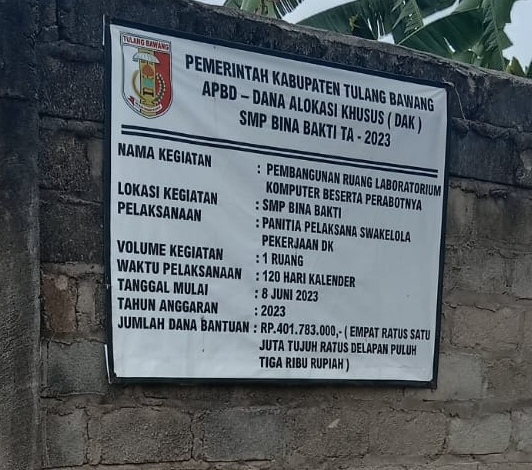 TULANG BAWANG
PEMERINTAH KABUPATEN TULANG BAWANG
APBD – DANA ALOKASI KHUSUS ( DAK )
SMP BINA BAKTI TA - 2023
NAMA KEGIATAN : PEMBANGUNAN RUANG LABORATORIUM
KOMPUTER BESERTA PERABOTNYA
LOKASI KEGIATAN : SMP BINA BAKTI
PELAKSANAAN : PANITIA PELAKSANA SWAKELOLA
PEKERJAAN DK
VOLUME KEGIATAN : 1 RUANG
WAKTU PELAKSANAAN : 120 HARI KALENDER
TANGGAL MULAI : 8 JUNI 2023
TAHUN ANGGARAN : 2023
JUMLAH DANA BANTUAN : RP.401.783.000,- ( EMPAT RATUS SATU
JUTA TUJUH RATUS DELAPAN PULUH
TIGA RIBU RUPIAH )